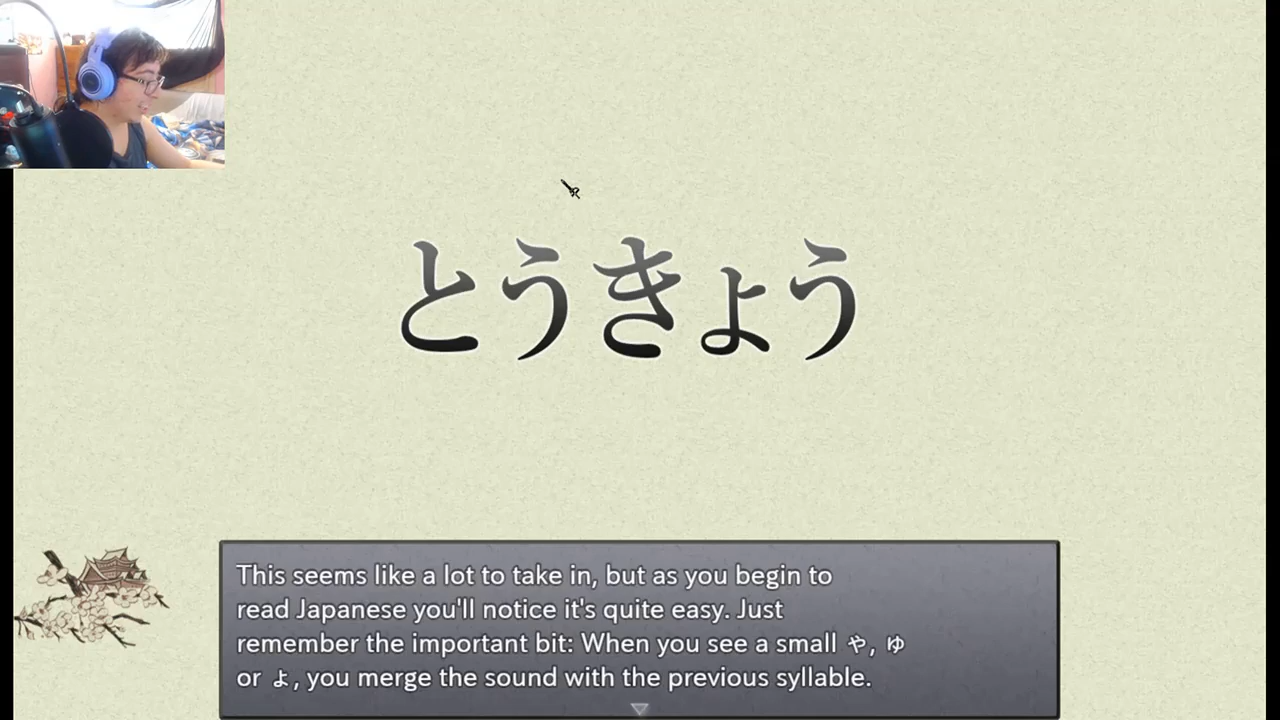 とうきょう
This seems like a lot to take in, but as you begin to
read Japanese you'll notice it's quite easy. Just
remember the important bit: When you see a small ゃ, ゅ
or ょ, you merge the sound with the previous syllable.